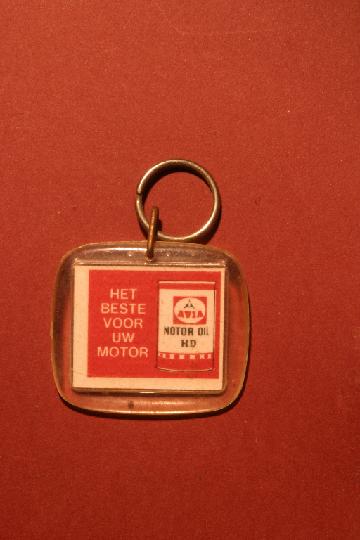 HET
BESTE
VOOR
UW
MOTOR
AVIA
MOTOR OIL
HD